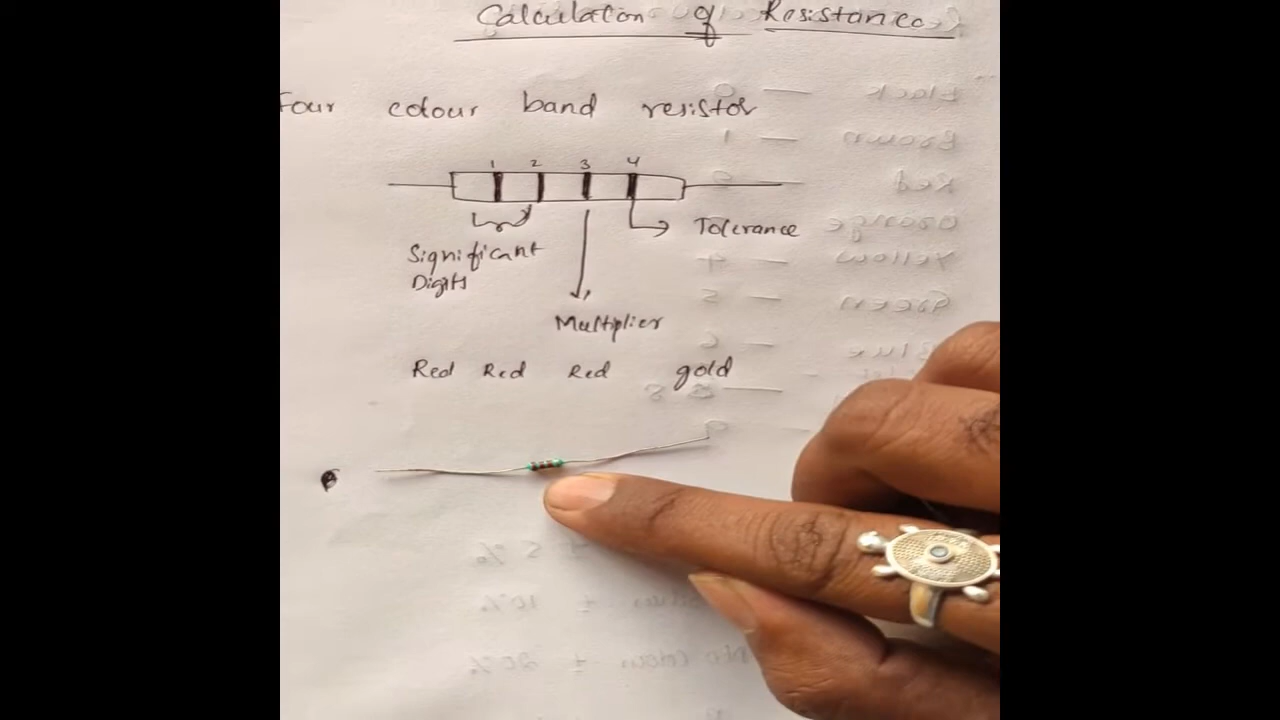 Calculation of Resistance
Four colour band resistor
1 2 3 4
Tolerance
Significant
Digits
Multiplier
Red Red Red gold